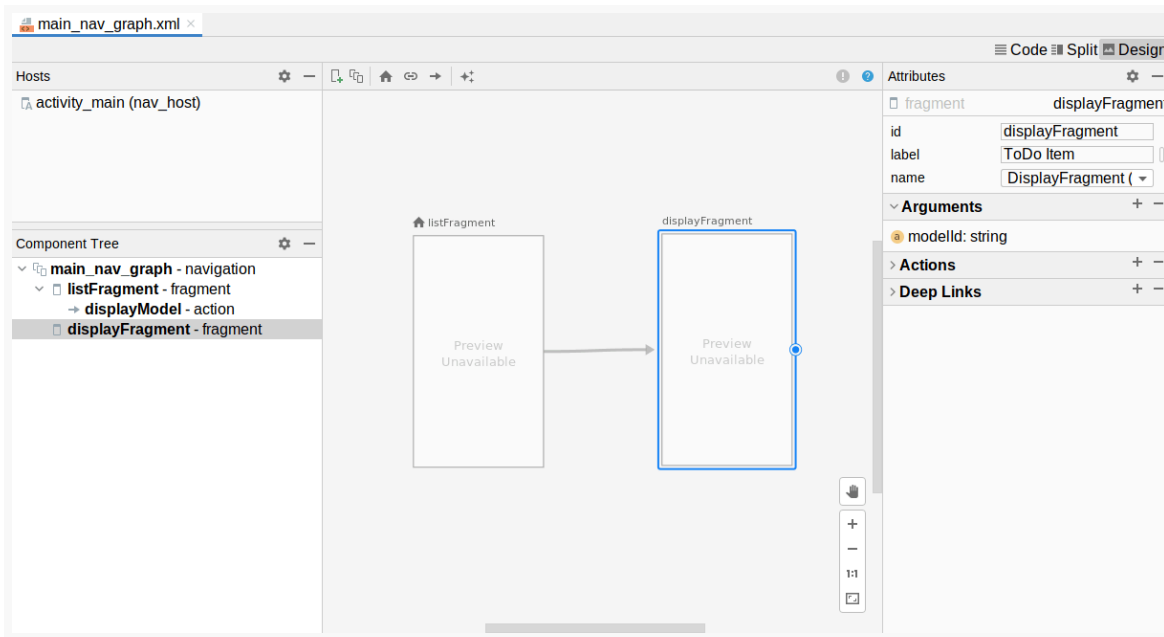 main_nav_graph.xml
Code Split Design
Hosts
activity_main (nav_host)
Component Tree
main_nav_graph - navigation
listFragment - fragment
displayModel - action
displayFragment - fragment
listFragment
Preview
Unavailable
displayFragment
Preview
Unavailable
1:1
Attributes
fragment displayFragment
id displayFragment
label ToDo Item
name DisplayFragment (
Arguments
a modelId: string
Actions
Deep Links